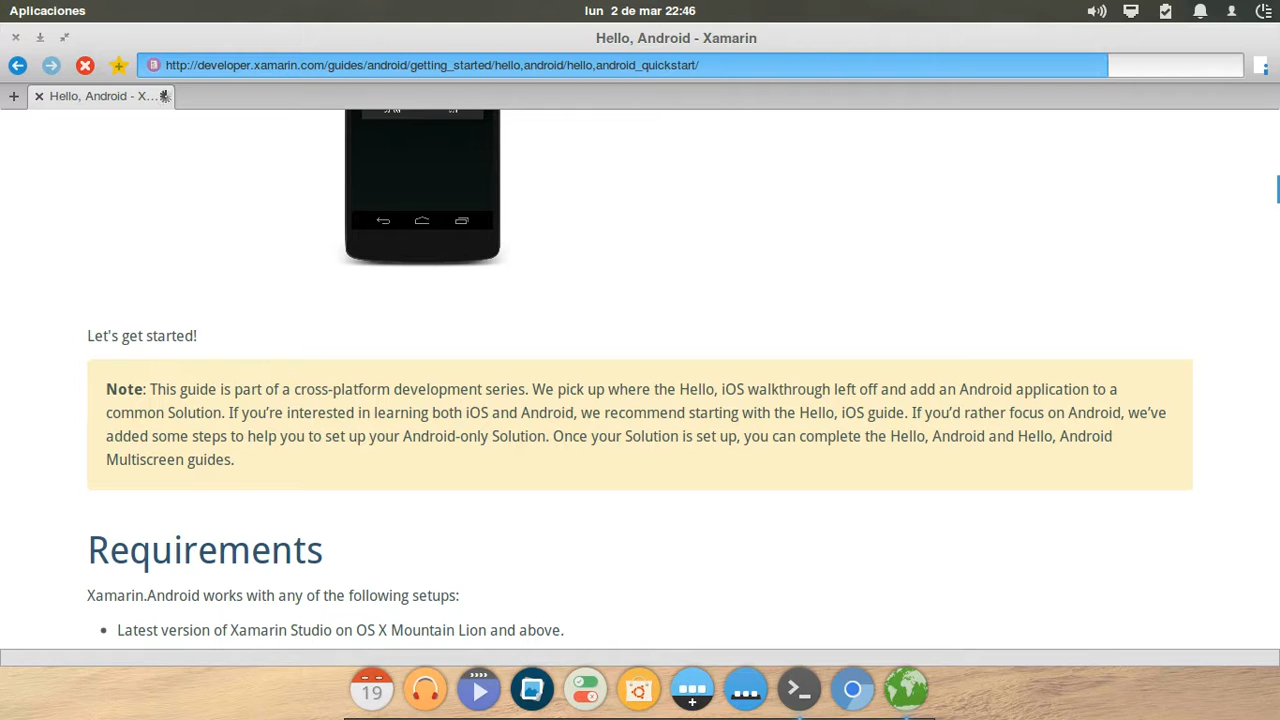 Aplicaciones
lun 2 de mar 22:46
Hello, Android - Xamarin
http://developer.xamarin.com/guides/android/getting_started/hello,android/hello,android_quickstart/
Hello, Android - X...
Let's get started!
Note: This guide is part of a cross-platform development series. We pick up where the Hello, iOS walkthrough left off and add an Android application to a
common Solution. If you’re interested in learning both iOS and Android, we recommend starting with the Hello, iOS guide. If you’d rather focus on Android, we’ve
added some steps to help you to set up your Android-only Solution. Once your Solution is set up, you can complete the Hello, Android and Hello, Android
Multiscreen guides.
Requirements
Xamarin.Android works with any of the following setups:
• Latest version of Xamarin Studio on OS X Mountain Lion and above.
19